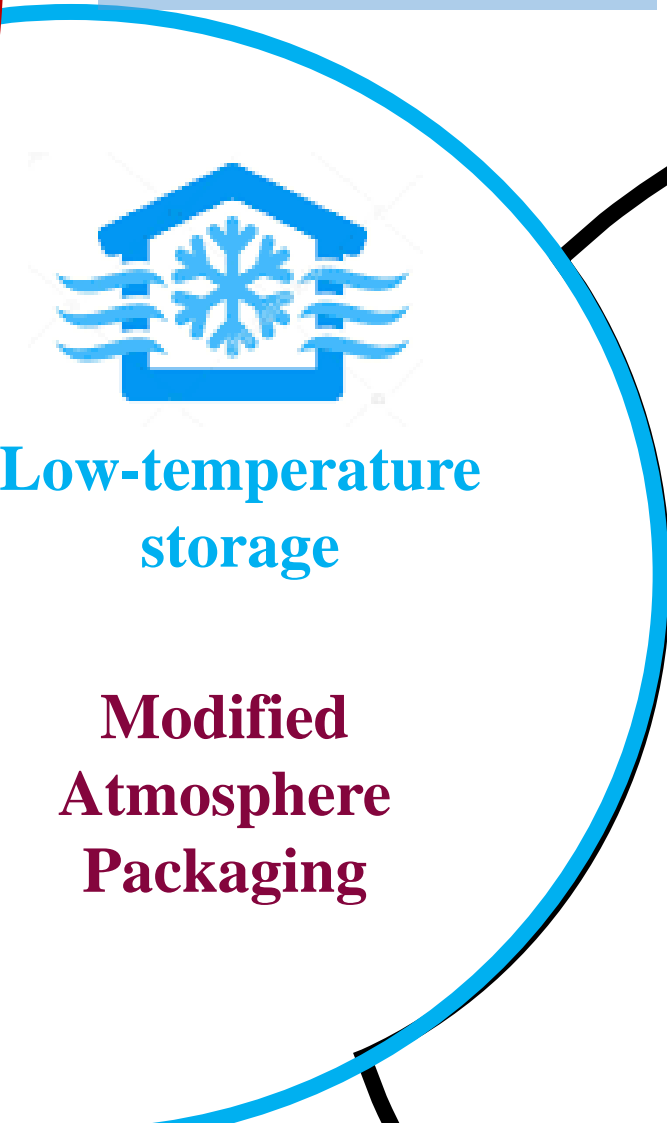 Low-temperature
storage
Modified
Atmosphere
Packaging